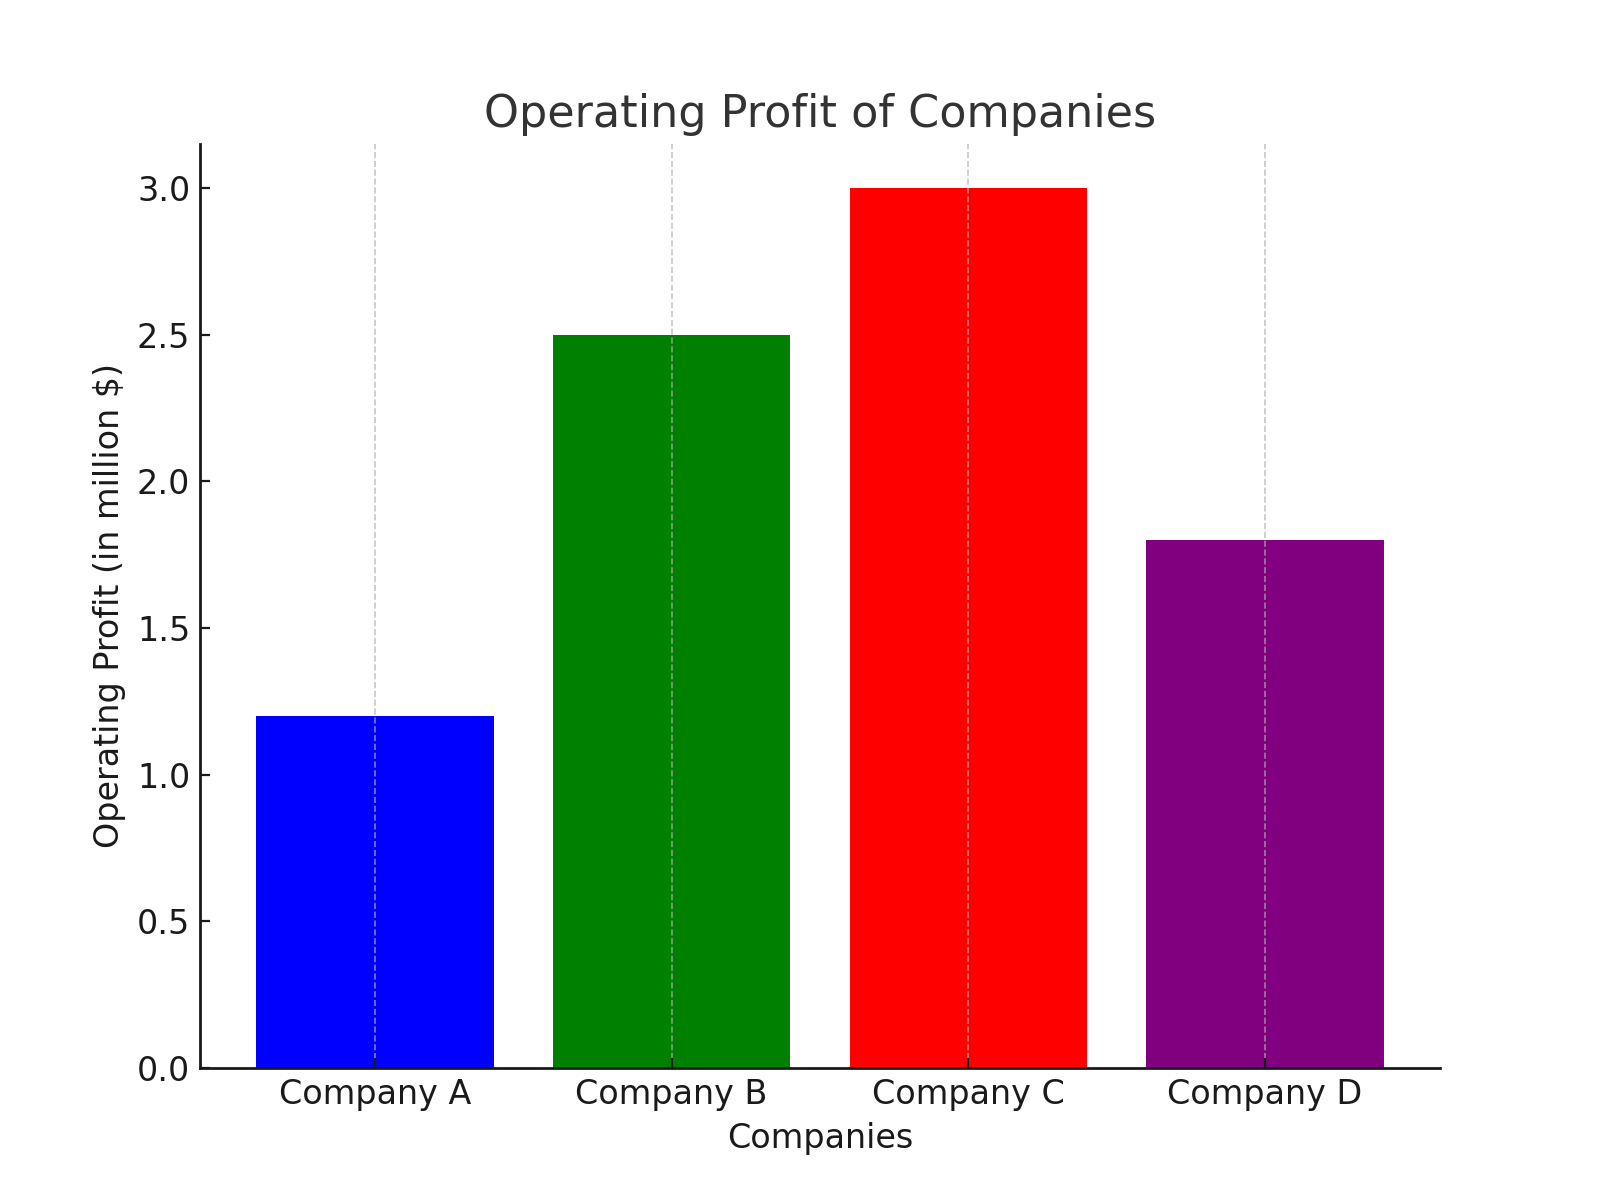 Operating Profit of Companies
Operating Profit (in million $)
3.0
2.5
2.0
1.5
1.0
0.5
0.0
Company A Company B Company C Company D
Companies